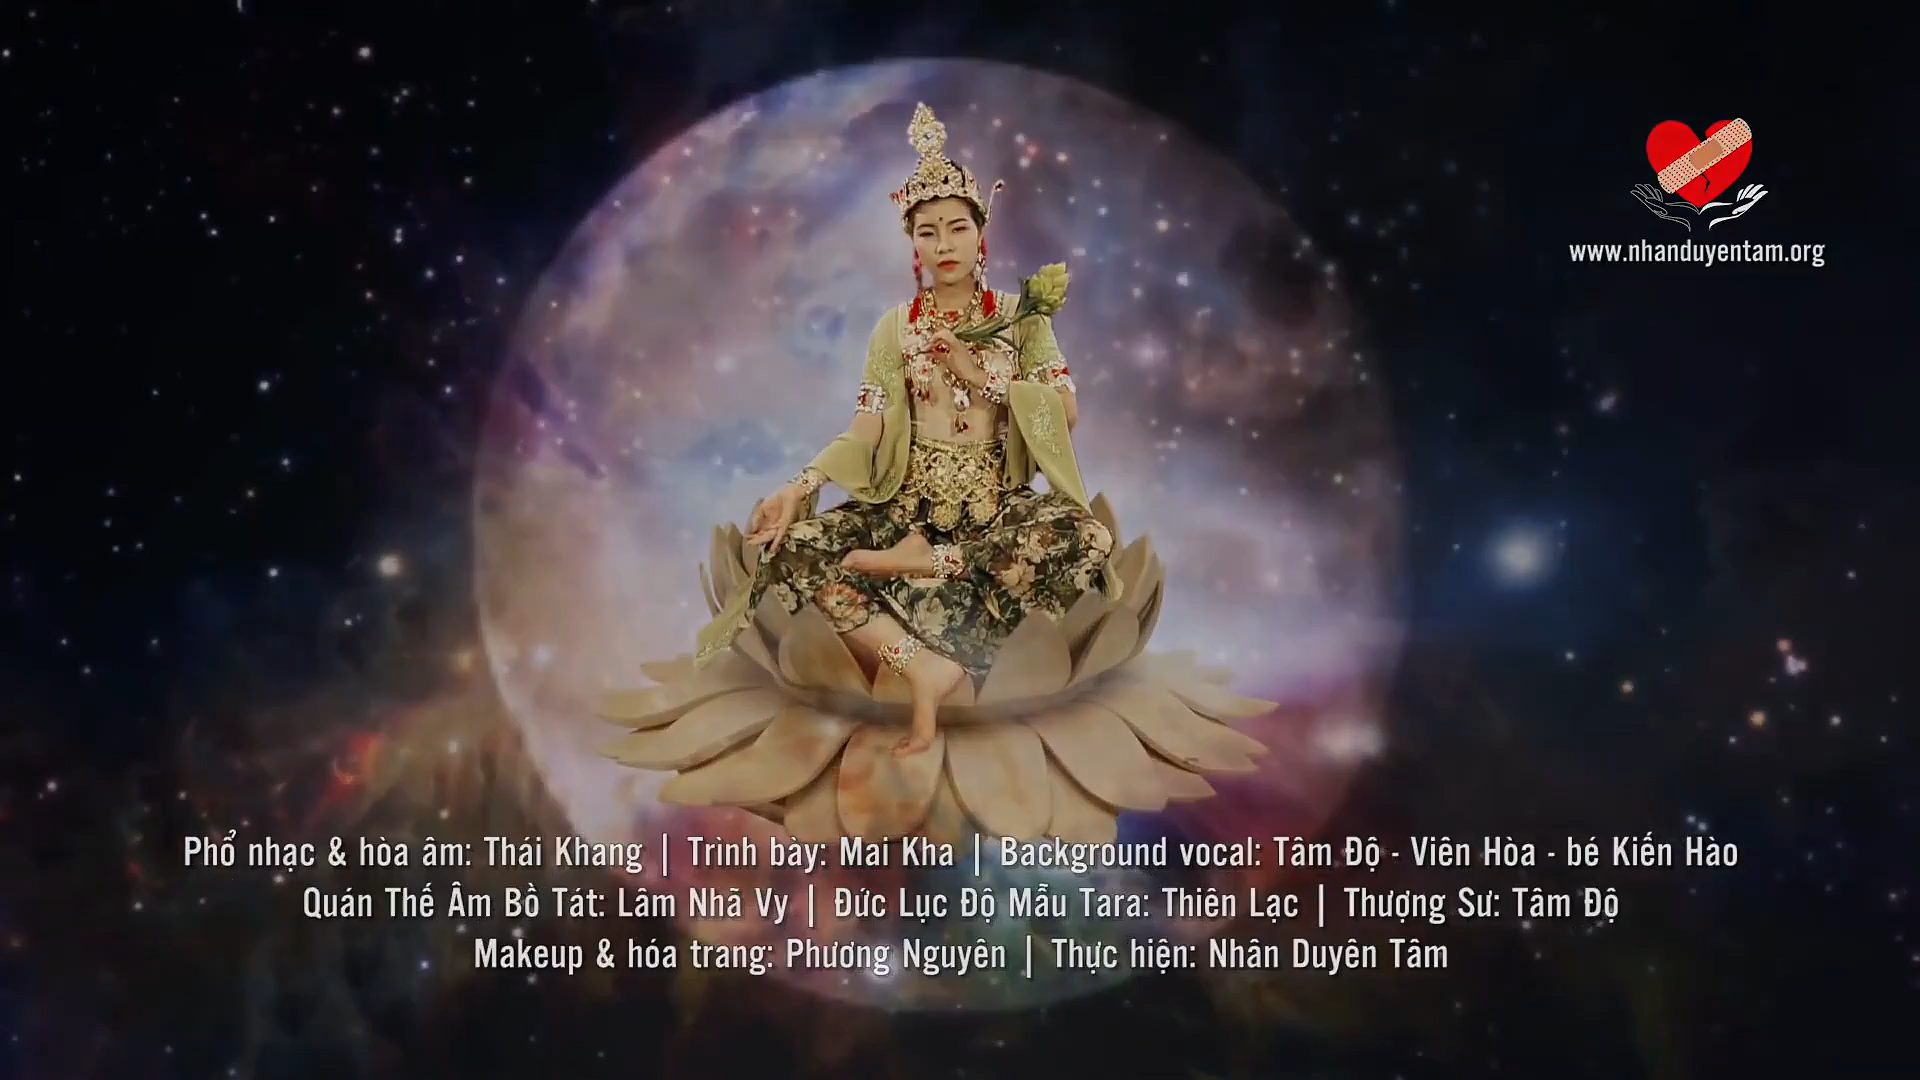 www.nhanduyentam.org
Phổ nhạc & hòa âm: Thái Khang | Trình bày: Mai Kha | Background vocal: Tâm Độ - Viên Hòa - bé Kiến Hào
Quán Thế Âm Bồ Tát: Lâm Nhã Vy | Đức Lục Độ Mẫu Tara: Thiên Lạc | Thượng Sư: Tâm Độ
Makeup & hóa trang: Phương Nguyên | Thực hiện: Nhân Duyên Tâm